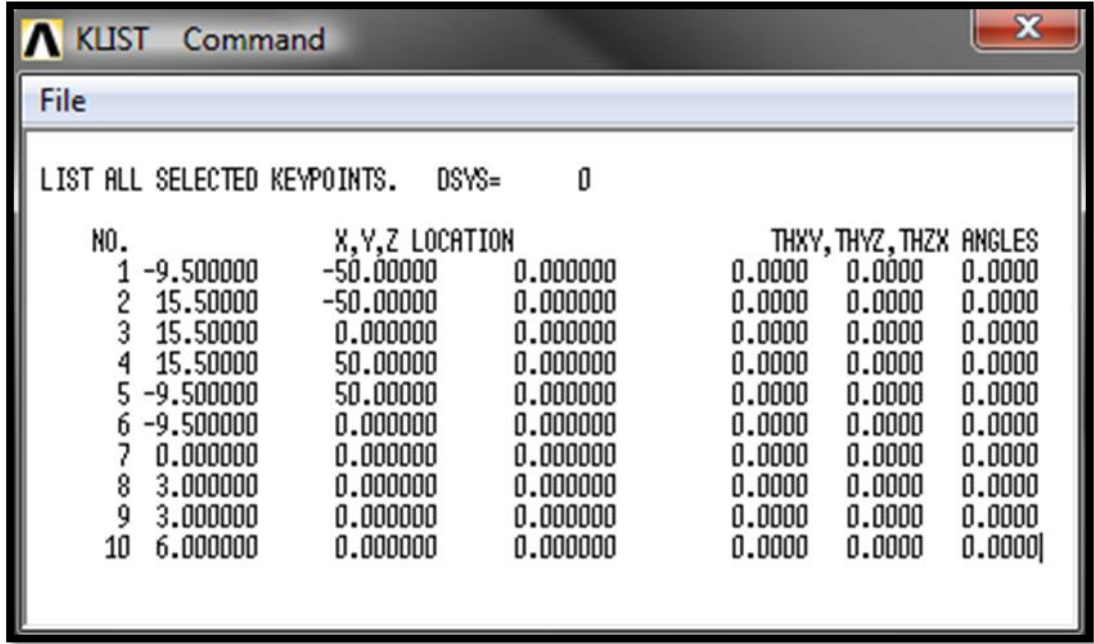 KLIST Command
File
LIST ALL SELECTED KEYPOINTS. DSYS= 0
NO. X,Y,Z LOCATION THXY,THYZ,THZX ANGLES
1 -9.500000 -50.00000 0.000000 0.0000 0.0000 0.0000
2 15.50000 -50.00000 0.000000 0.0000 0.0000 0.0000
3 15.50000 0.000000 0.000000 0.0000 0.0000 0.0000
4 15.50000 50.00000 0.000000 0.0000 0.0000 0.0000
5 -9.500000 50.00000 0.000000 0.0000 0.0000 0.0000
6 -9.500000 0.000000 0.000000 0.0000 0.0000 0.0000
7 0.000000 0.000000 0.000000 0.0000 0.0000 0.0000
8 3.000000 0.000000 0.000000 0.0000 0.0000 0.0000
9 3.000000 0.000000 0.000000 0.0000 0.0000 0.0000
10 6.000000 0.000000 0.000000 0.0000 0.0000 0.0000